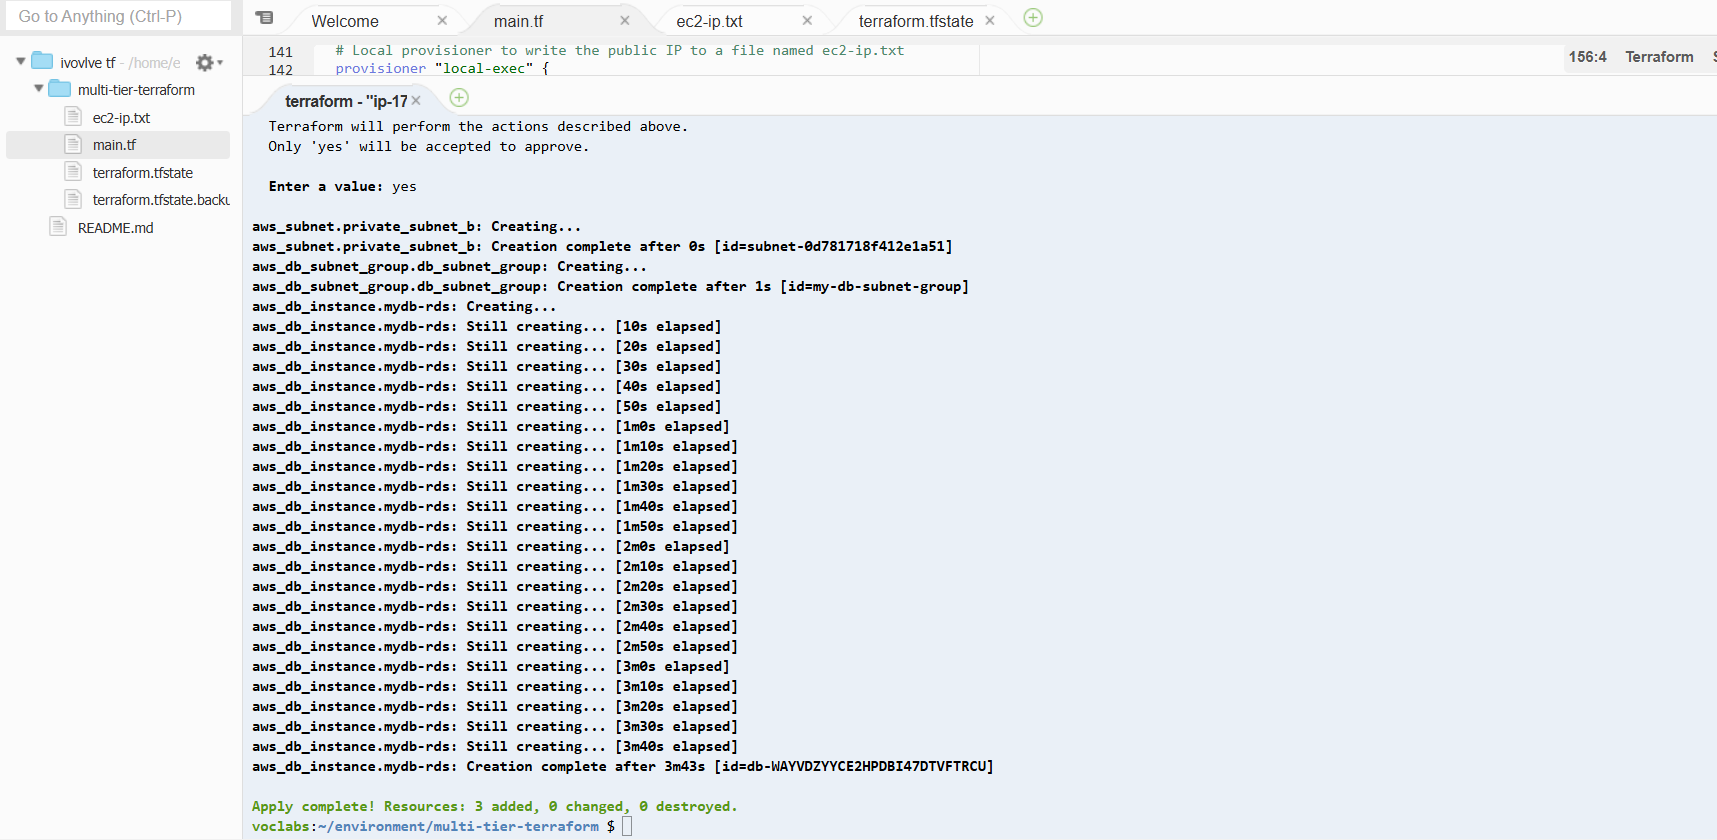 Go to Anything (Ctrl-P)
ivovlve tf - /home/e
multi-tier-terraform
ec2-ip.txt
main.tf
terraform.tfstate
terraform.tfstate.backu
README.md
Welcome
main.tf
ec2-ip.txt
terraform.tfstate
141 # Local provisioner to write the public IP to a file named ec2-ip.txt
142 provisioner "local-exec" {
156:4 Terraform S
terraform - "ip-17
Terraform will perform the actions described above.
Only 'yes' will be accepted to approve.
Enter a value: yes
aws_subnet.private_subnet_b: Creating...
aws_subnet.private_subnet_b: Creation complete after 0s [id=subnet-0d781718f412e1a51]
aws_db_subnet_group.db_subnet_group: Creating...
aws_db_subnet_group.db_subnet_group: Creation complete after 1s [id=my-db-subnet-group]
aws_db_instance.mydb-rds: Creating...
aws_db_instance.mydb-rds: Still creating... [10s elapsed]
aws_db_instance.mydb-rds: Still creating... [20s elapsed]
aws_db_instance.mydb-rds: Still creating... [30s elapsed]
aws_db_instance.mydb-rds: Still creating... [40s elapsed]
aws_db_instance.mydb-rds: Still creating... [50s elapsed]
aws_db_instance.mydb-rds: Still creating... [1m0s elapsed]
aws_db_instance.mydb-rds: Still creating... [1m10s elapsed]
aws_db_instance.mydb-rds: Still creating... [1m20s elapsed]
aws_db_instance.mydb-rds: Still creating... [1m30s elapsed]
aws_db_instance.mydb-rds: Still creating... [1m40s elapsed]
aws_db_instance.mydb-rds: Still creating... [1m50s elapsed]
aws_db_instance.mydb-rds: Still creating... [2m0s elapsed]
aws_db_instance.mydb-rds: Still creating... [2m10s elapsed]
aws_db_instance.mydb-rds: Still creating... [2m20s elapsed]
aws_db_instance.mydb-rds: Still creating... [2m30s elapsed]
aws_db_instance.mydb-rds: Still creating... [2m40s elapsed]
aws_db_instance.mydb-rds: Still creating... [2m50s elapsed]
aws_db_instance.mydb-rds: Still creating... [3m0s elapsed]
aws_db_instance.mydb-rds: Still creating... [3m10s elapsed]
aws_db_instance.mydb-rds: Still creating... [3m20s elapsed]
aws_db_instance.mydb-rds: Still creating... [3m30s elapsed]
aws_db_instance.mydb-rds: Still creating... [3m40s elapsed]
aws_db_instance.mydb-rds: Creation complete after 3m43s [id=db-WAYVDZYYCE2HPDBI47DTVFTRCU]
Apply complete! Resources: 3 added, 0 changed, 0 destroyed.
voclabs:~/environment/multi-tier-terraform $